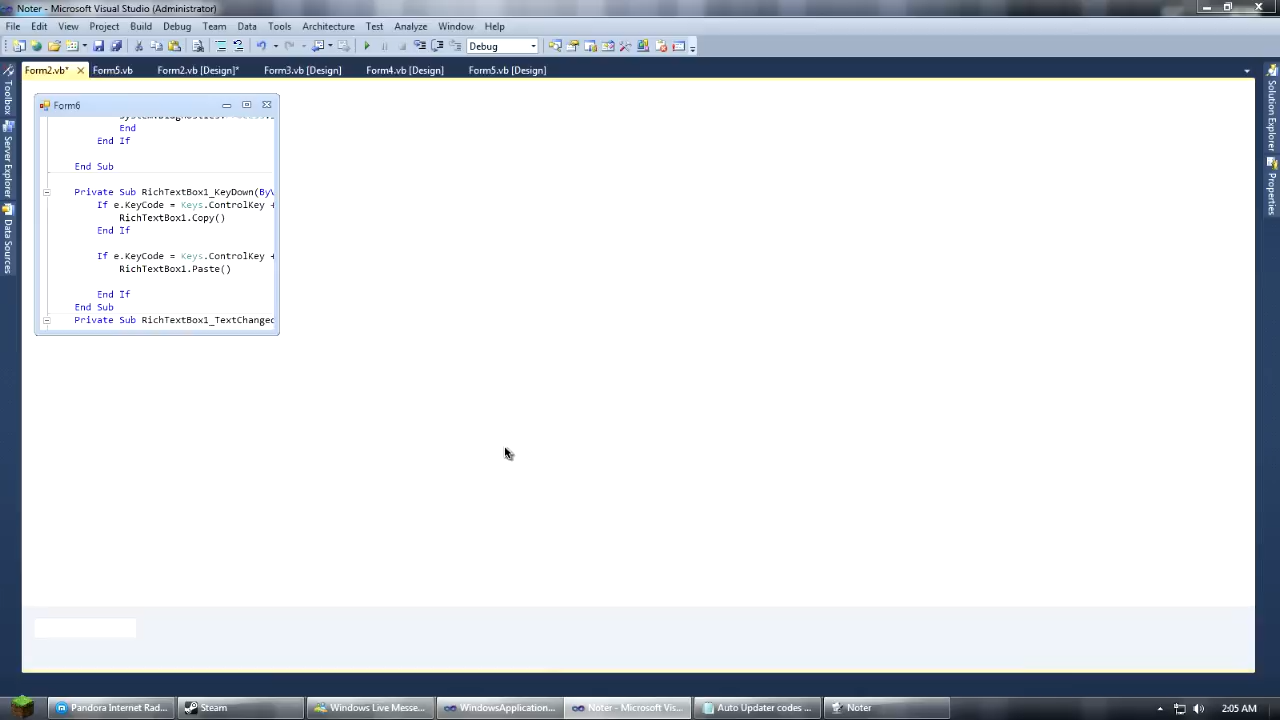 Noter - Microsoft Visual Studio (Administrator)
File Edit View Project Build Debug Team Data Tools Architecture Test Analyze Window Help
Debug
Form2.vb* Form5.vb Form2.vb [Design]* Form3.vb [Design] Form4.vb [Design] Form5.vb [Design]
Toolbox
Server Explorer
Data Sources
Solution Explorer
Properties
Form6
End
End If
End Sub
Private Sub RichTextBox1_KeyDown(ByV
If e.KeyCode = Keys.ControlKey +
RichTextBox1.Copy()
End If
If e.KeyCode = Keys.ControlKey +
RichTextBox1.Paste()
End If
End Sub
Private Sub RichTextBox1_TextChanged
Pandora Internet Rad... Steam Windows Live Messe... WindowsApplication... Noter - Microsoft Vis... Auto Updater codes ... Noter 2:05 AM